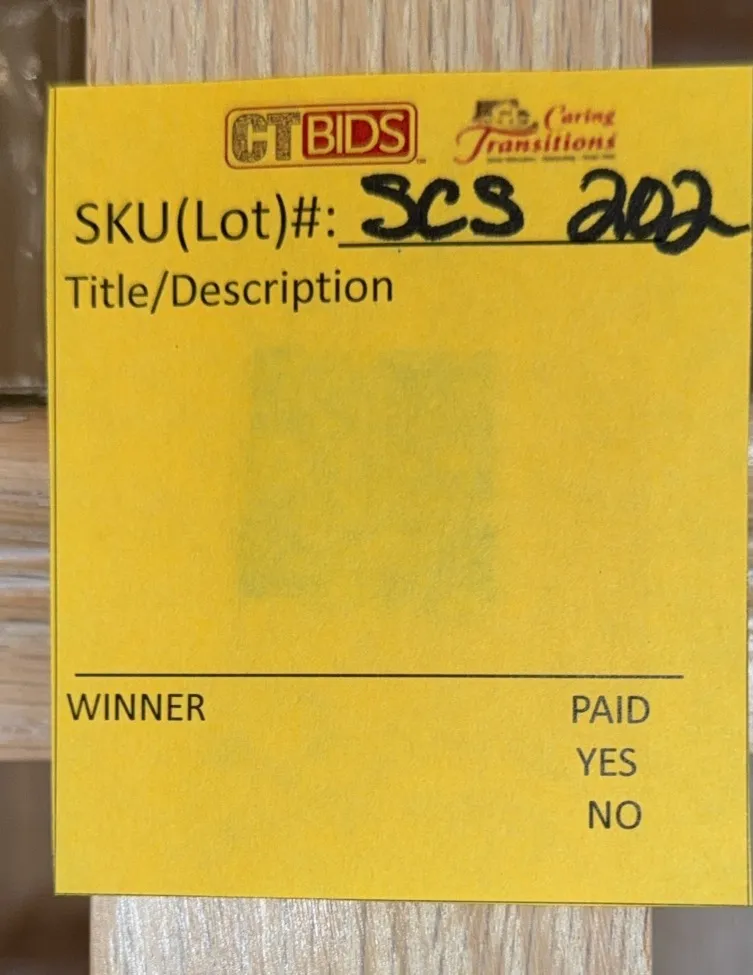 CTBIDS Caring
Transitions
SKU(Lot)#: SCS 202
Title/Description
WINNER PAID
YES
NO